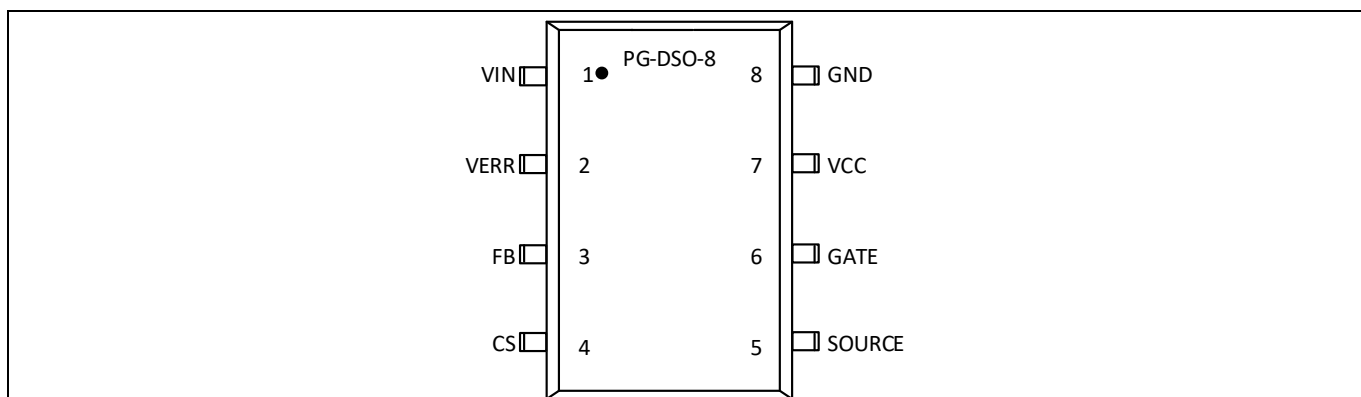 PG-DSO-8
VIN 1 8 GND
VERR 2 7 VCC
FB 3 6 GATE
CS 4 5 SOURCE